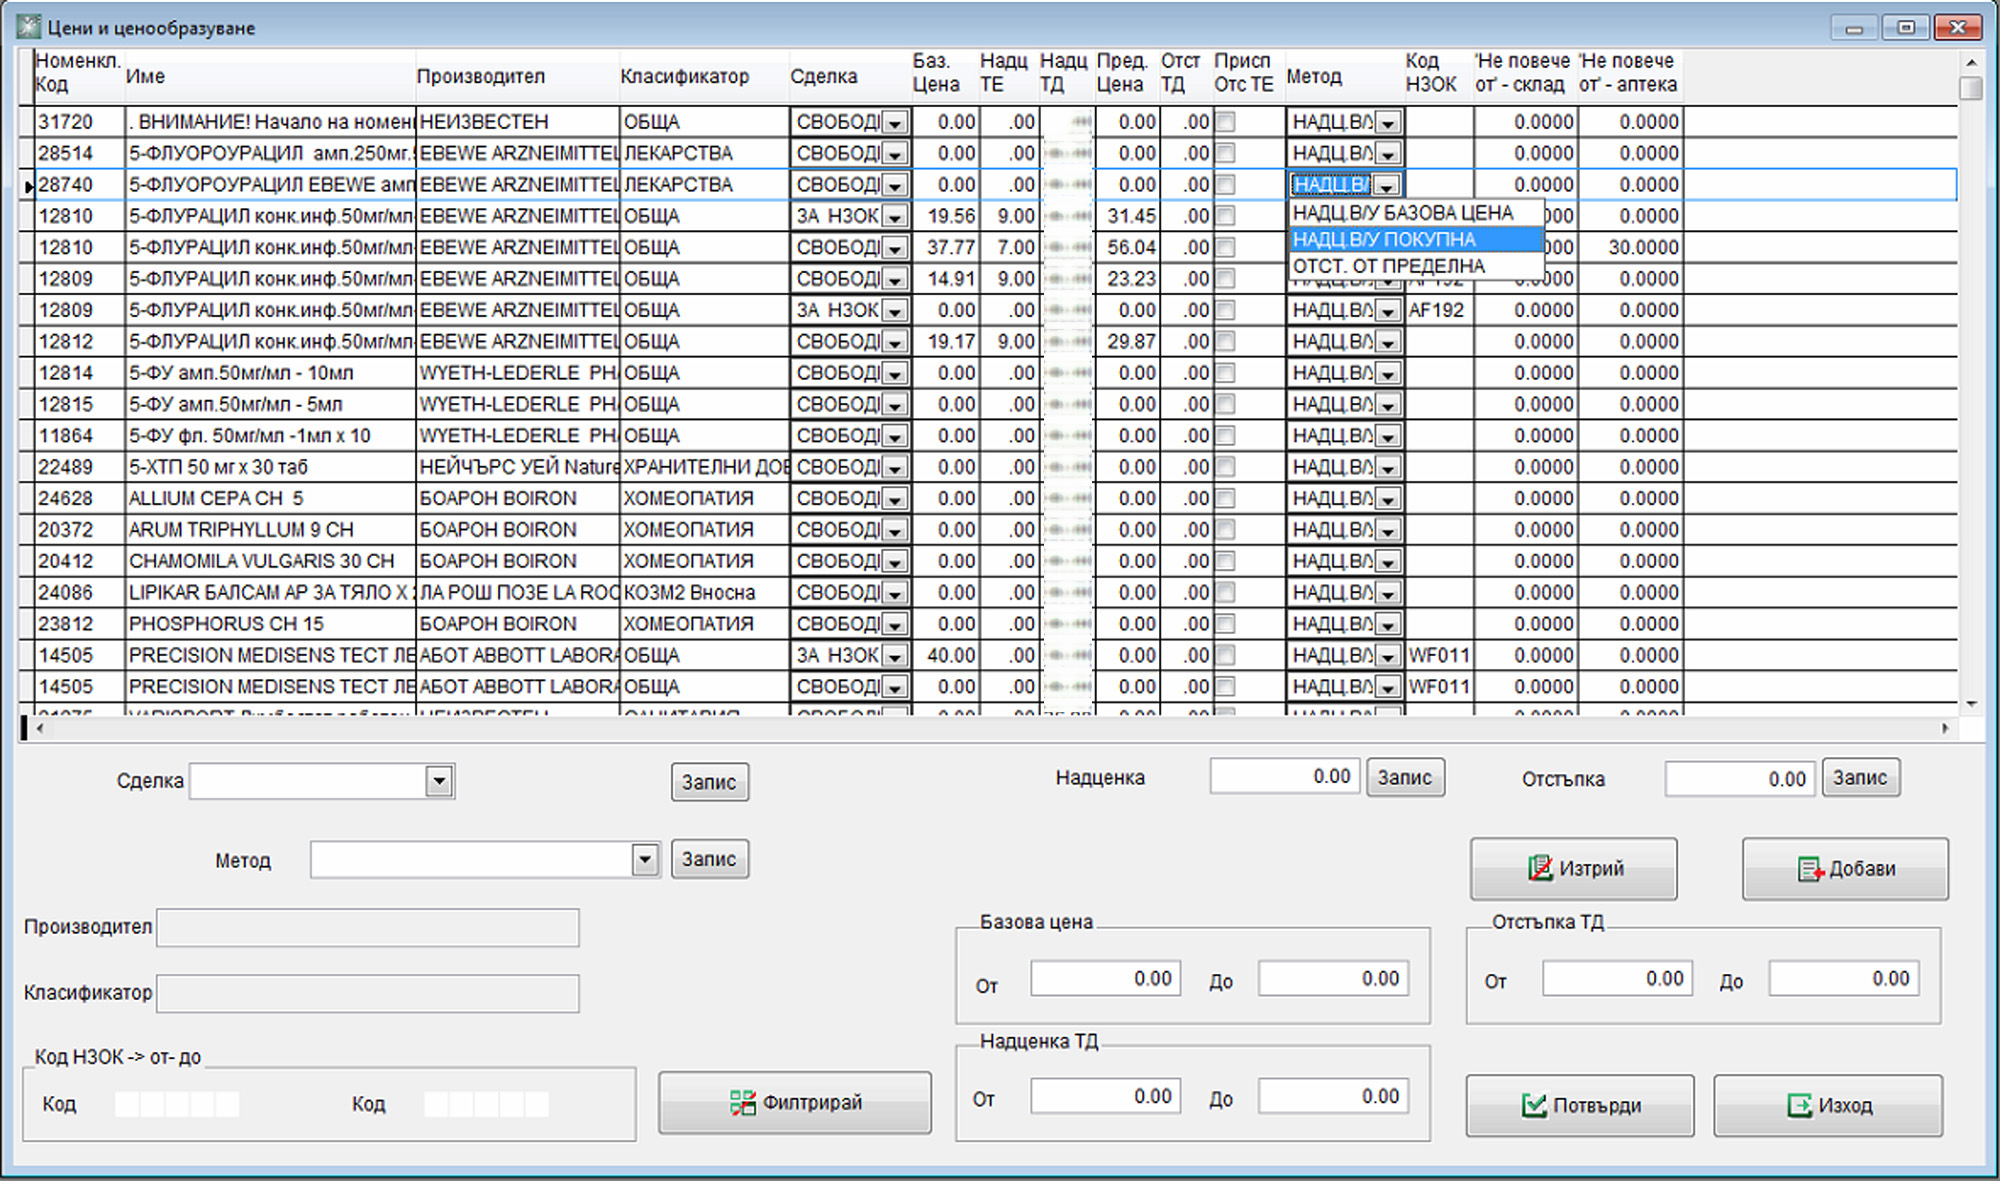 Цени и ценообразуване
Номенкл. Код Име Производител Класификатор Сделка Баз. Цена Надц ТЕ Надц ТД Пред. Цена Отст ТД Присп Отс ТЕ Метод Код НЗОК 'Не повече от' - склад 'Не повече от' - аптека
31720 . ВНИМАНИЕ! Начало на номен НЕИЗВЕСТЕН ОБЩА СВОБОД 0.00 .00 0.00 .00 НАДЦ.В/ 0.0000 0.0000
28514 5-ФЛУОРОУРАЦИЛ амп.250мг. EBEWE ARZNEIMITTEL ЛЕКАРСТВА СВОБОД 0.00 .00 0.00 .00 НАДЦ.В/ 0.0000 0.0000
28740 5-ФЛУОРОУРАЦИЛ EBEWE амп EBEWE ARZNEIMITTEL ЛЕКАРСТВА СВОБОД 0.00 .00 0.00 .00 НАДЦ.В/ 0.0000 0.0000
12810 5-ФЛУРАЦИЛ конк.инф.50мг/мл EBEWE ARZNEIMITTEL ОБЩА ЗА НЗОК 19.56 9.00 31.45 .00 НАДЦ.В/У БАЗОВА ЦЕНА 000 0.0000
12810 5-ФЛУРАЦИЛ конк.инф.50мг/мл EBEWE ARZNEIMITTEL ОБЩА СВОБОД 37.77 7.00 56.04 .00 НАДЦ.В/У ПОКУПНА 000 30.0000
12809 5-ФЛУРАЦИЛ конк.инф.50мг/мл EBEWE ARZNEIMITTEL ОБЩА СВОБОД 14.91 9.00 23.23 .00 ОТСТ. ОТ ПРЕДЕЛНА 0.0000 0.0000
12809 5-ФЛУРАЦИЛ конк.инф.50мг/мл EBEWE ARZNEIMITTEL ОБЩА ЗА НЗОК 0.00 .00 0.00 .00 НАДЦ.В/ AF192 0.0000 0.0000
12812 5-ФЛУРАЦИЛ конк.инф.50мг/мл EBEWE ARZNEIMITTEL ОБЩА СВОБОД 19.17 9.00 29.87 .00 НАДЦ.В/ 0.0000 0.0000
12814 5-ФУ амп.50мг/мл - 10мл WYETH-LEDERLE PH ОБЩА СВОБОД 0.00 .00 0.00 .00 НАДЦ.В/ 0.0000 0.0000
12815 5-ФУ амп.50мг/мл - 5мл WYETH-LEDERLE PH ОБЩА СВОБОД 0.00 .00 0.00 .00 НАДЦ.В/ 0.0000 0.0000
11864 5-ФУ фл. 50мг/мл -1мл x 10 WYETH-LEDERLE PH ОБЩА СВОБОД 0.00 .00 0.00 .00 НАДЦ.В/ 0.0000 0.0000
22489 5-ХТП 50 мг х 30 таб НЕЙЧЪРС УЕЙ Nature ХРАНИТЕЛНИ ДОБ СВОБОД 0.00 .00 0.00 .00 НАДЦ.В/ 0.0000 0.0000
24628 ALLIUM CEPA CH 5 БОАРОН BOIRON ХОМЕОПАТИЯ СВОБОД 0.00 .00 0.00 .00 НАДЦ.В/ 0.0000 0.0000
20372 ARUM TRIPHYLLUM 9 CH БОАРОН BOIRON ХОМЕОПАТИЯ СВОБОД 0.00 .00 0.00 .00 НАДЦ.В/ 0.0000 0.0000
20412 CHAMOMILA VULGARIS 30 CH БОАРОН BOIRON ХОМЕОПАТИЯ СВОБОД 0.00 .00 0.00 .00 НАДЦ.В/ 0.0000 0.0000
24086 LIPIKAR БАЛСАМ АР ЗА ТЯЛО Х ЛА РОШ ПОЗЕ LA ROC КОЗМ2 Вносна СВОБОД 0.00 .00 0.00 .00 НАДЦ.В/ 0.0000 0.0000
23812 PHOSPHORUS CH 15 БОАРОН BOIRON ХОМЕОПАТИЯ СВОБОД 0.00 .00 0.00 .00 НАДЦ.В/ 0.0000 0.0000
14505 PRECISION MEDISENS ТЕСТ ЛЕ АБОТ ABBOTT LABORA ОБЩА ЗА НЗОК 40.00 .00 0.00 .00 НАДЦ.В/ WF011 0.0000 0.0000
14505 PRECISION MEDISENS ТЕСТ ЛЕ АБОТ ABBOTT LABORA ОБЩА СВОБОД 0.00 .00 0.00 .00 НАДЦ.В/ WF011 0.0000 0.0000
Сделка Запис Надценка 0.00 Запис Отстъпка 0.00 Запис
Метод Запис Изтрий Добави
Производител
Базова цена Отстъпка ТД
От 0.00 До 0.00 От 0.00 До 0.00
Класификатор
Надценка ТД
Код НЗОК -> от- до
Код Код Филтрирай От 0.00 До 0.00 Потвърди Изход